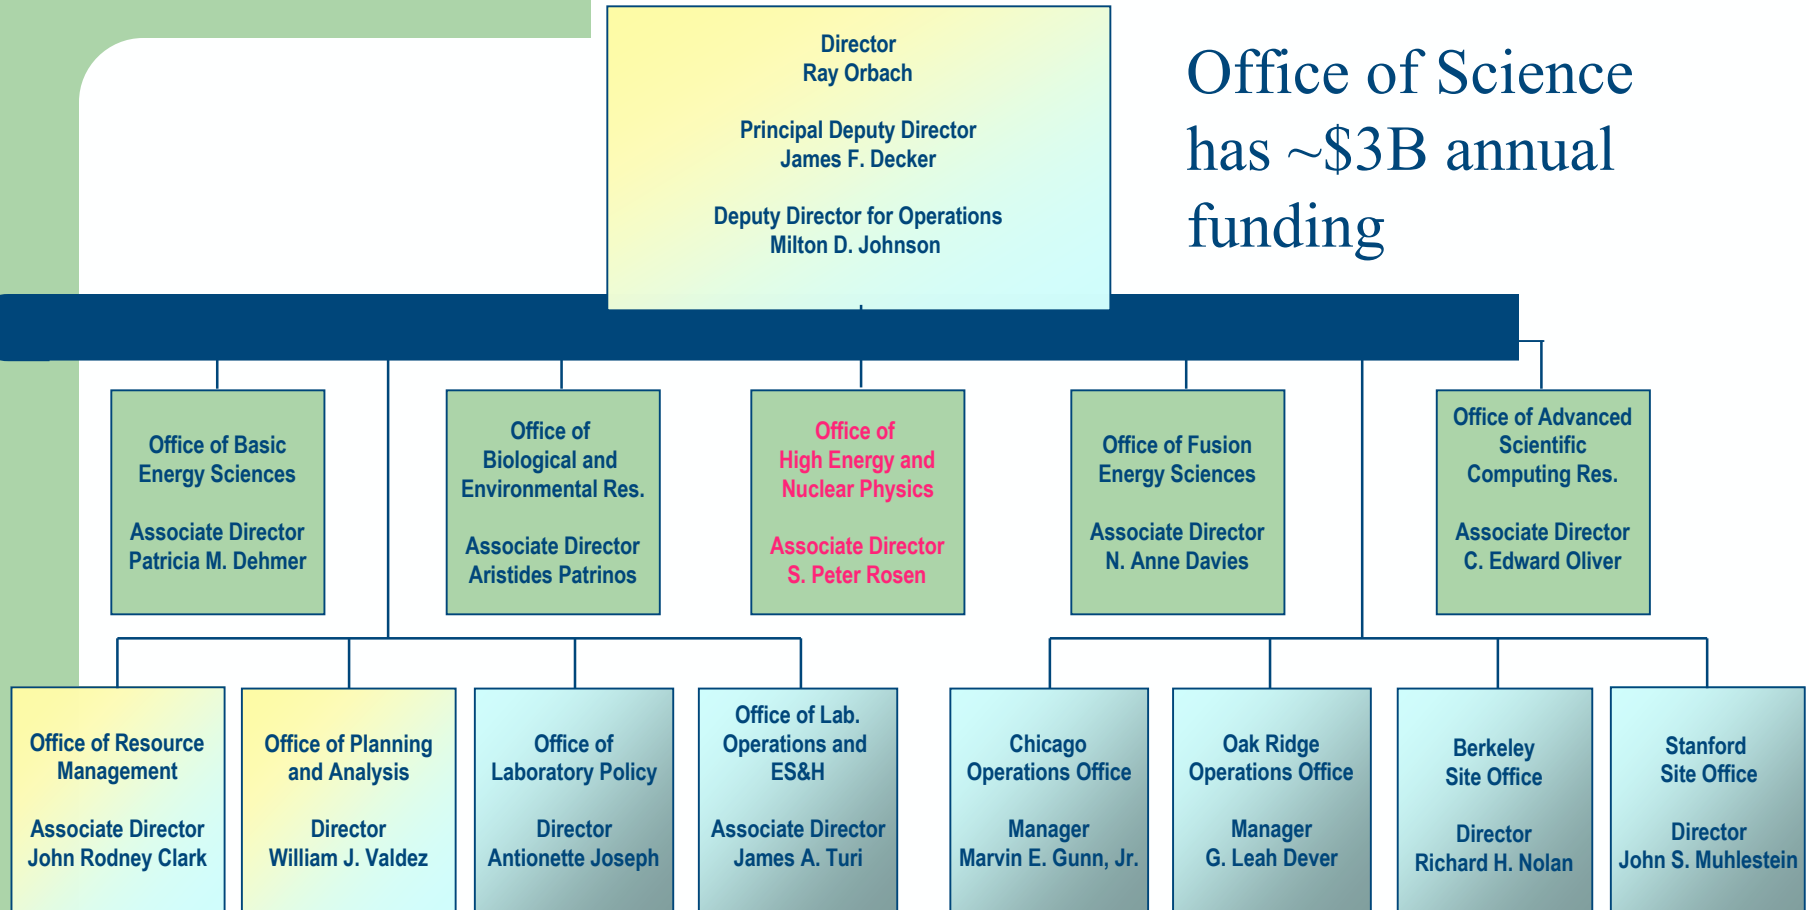 Director
Ray Orbach
Principal Deputy Director
James F. Decker
Deputy Director for Operations
Milton D. Johnson
Office of Science
has ~$3B annual
funding
Office of Basic
Energy Sciences
Associate Director
Patricia M. Dehmer
Office of
Biological and
Environmental Res.
Associate Director
Aristides Patrinos
Office of
High Energy and
Nuclear Physics
Associate Director
S. Peter Rosen
Office of Fusion
Energy Sciences
Associate Director
N. Anne Davies
Office of Advanced
Scientific
Computing Res.
Associate Director
C. Edward Oliver
Office of Resource
Management
Associate Director
John Rodney Clark
Office of Planning
and Analysis
Director
William J. Valdez
Office of
Laboratory Policy
Director
Antionette Joseph
Office of Lab.
Operations and
ES&H
Associate Director
James A. Turi
Chicago
Operations Office
Manager
Marvin E. Gunn, Jr.
Oak Ridge
Operations Office
Manager
G. Leah Dever
Berkeley
Site Office
Director
Richard H. Nolan
Stanford
Site Office
Director
John S. Muhlestein